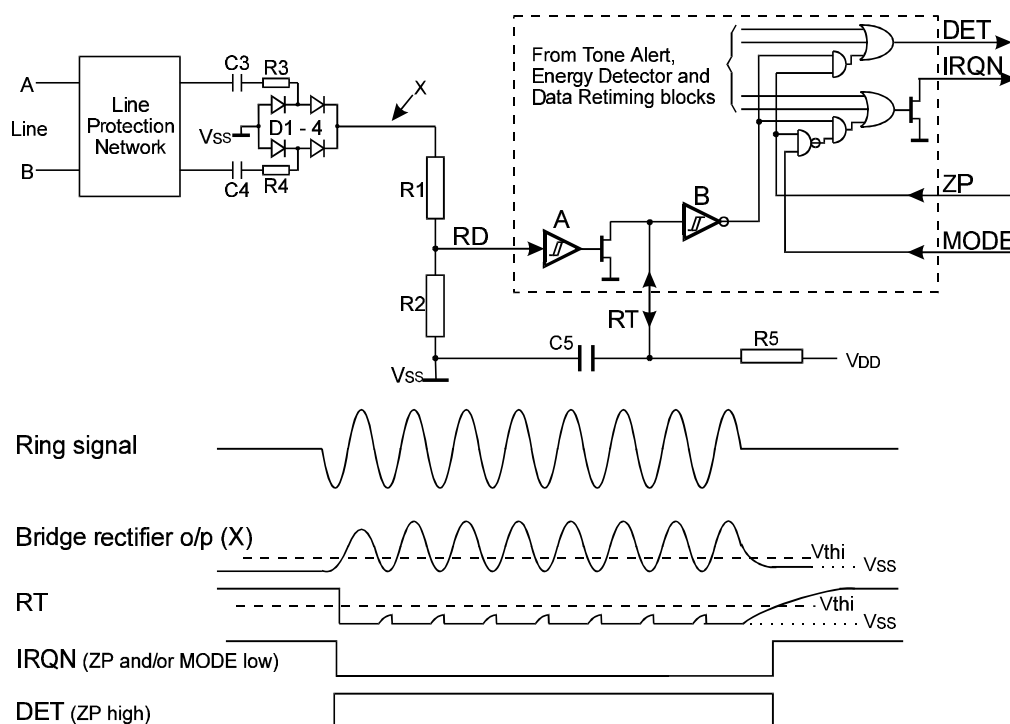 DET
IRQN
From Tone Alert,
Energy Detector and
Data Retiming blocks
C3
R3
X
A
Line
B
Line
Protection
Network
VSS
D1 - 4
C4
R4
R1
ZP
A
B
RD
MODE
R2
RT
C5
R5
VSS
VDD
Ring signal
Bridge rectifier o/p (X)
Vthi
VSS
RT
Vthi
VSS
IRQN (ZP and/or MODE low)
DET (ZP high)